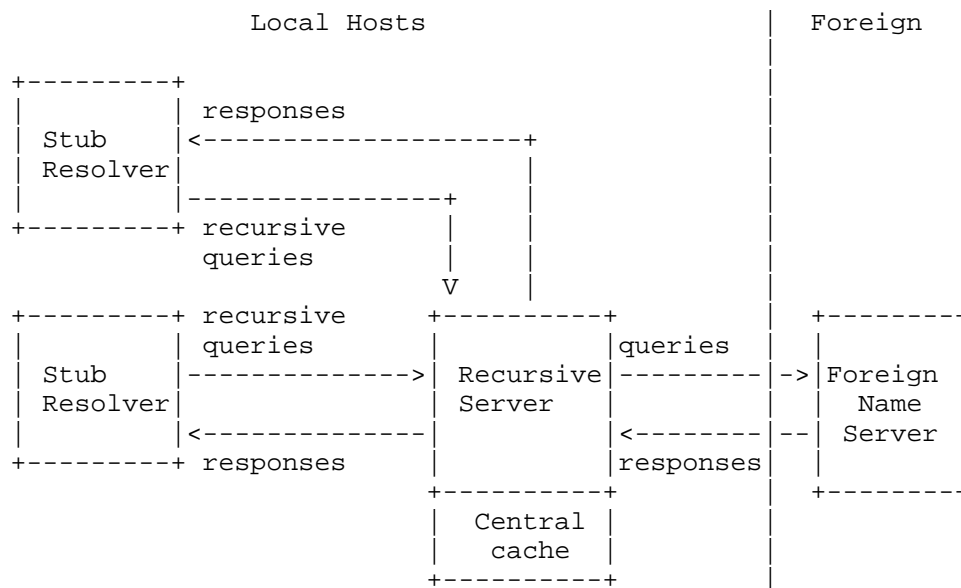 Local Hosts | Foreign
|
+---------+ |
| | responses |
| Stub |<--------------------+ |
| Resolver| | |
| |----------------+ | |
+---------+ recursive | | |
queries | | |
V | |
+---------+ recursive +----------+ | +--------
| | queries | |queries | |
| Stub |-------------->| Recursive|---------|->|Foreign
| Resolver| | Server | | | Name
| |<--------------| |<--------|--| Server
+---------+ responses | |responses| |
+----------+ | +--------
| Central | |
| cache | |
+----------+ |